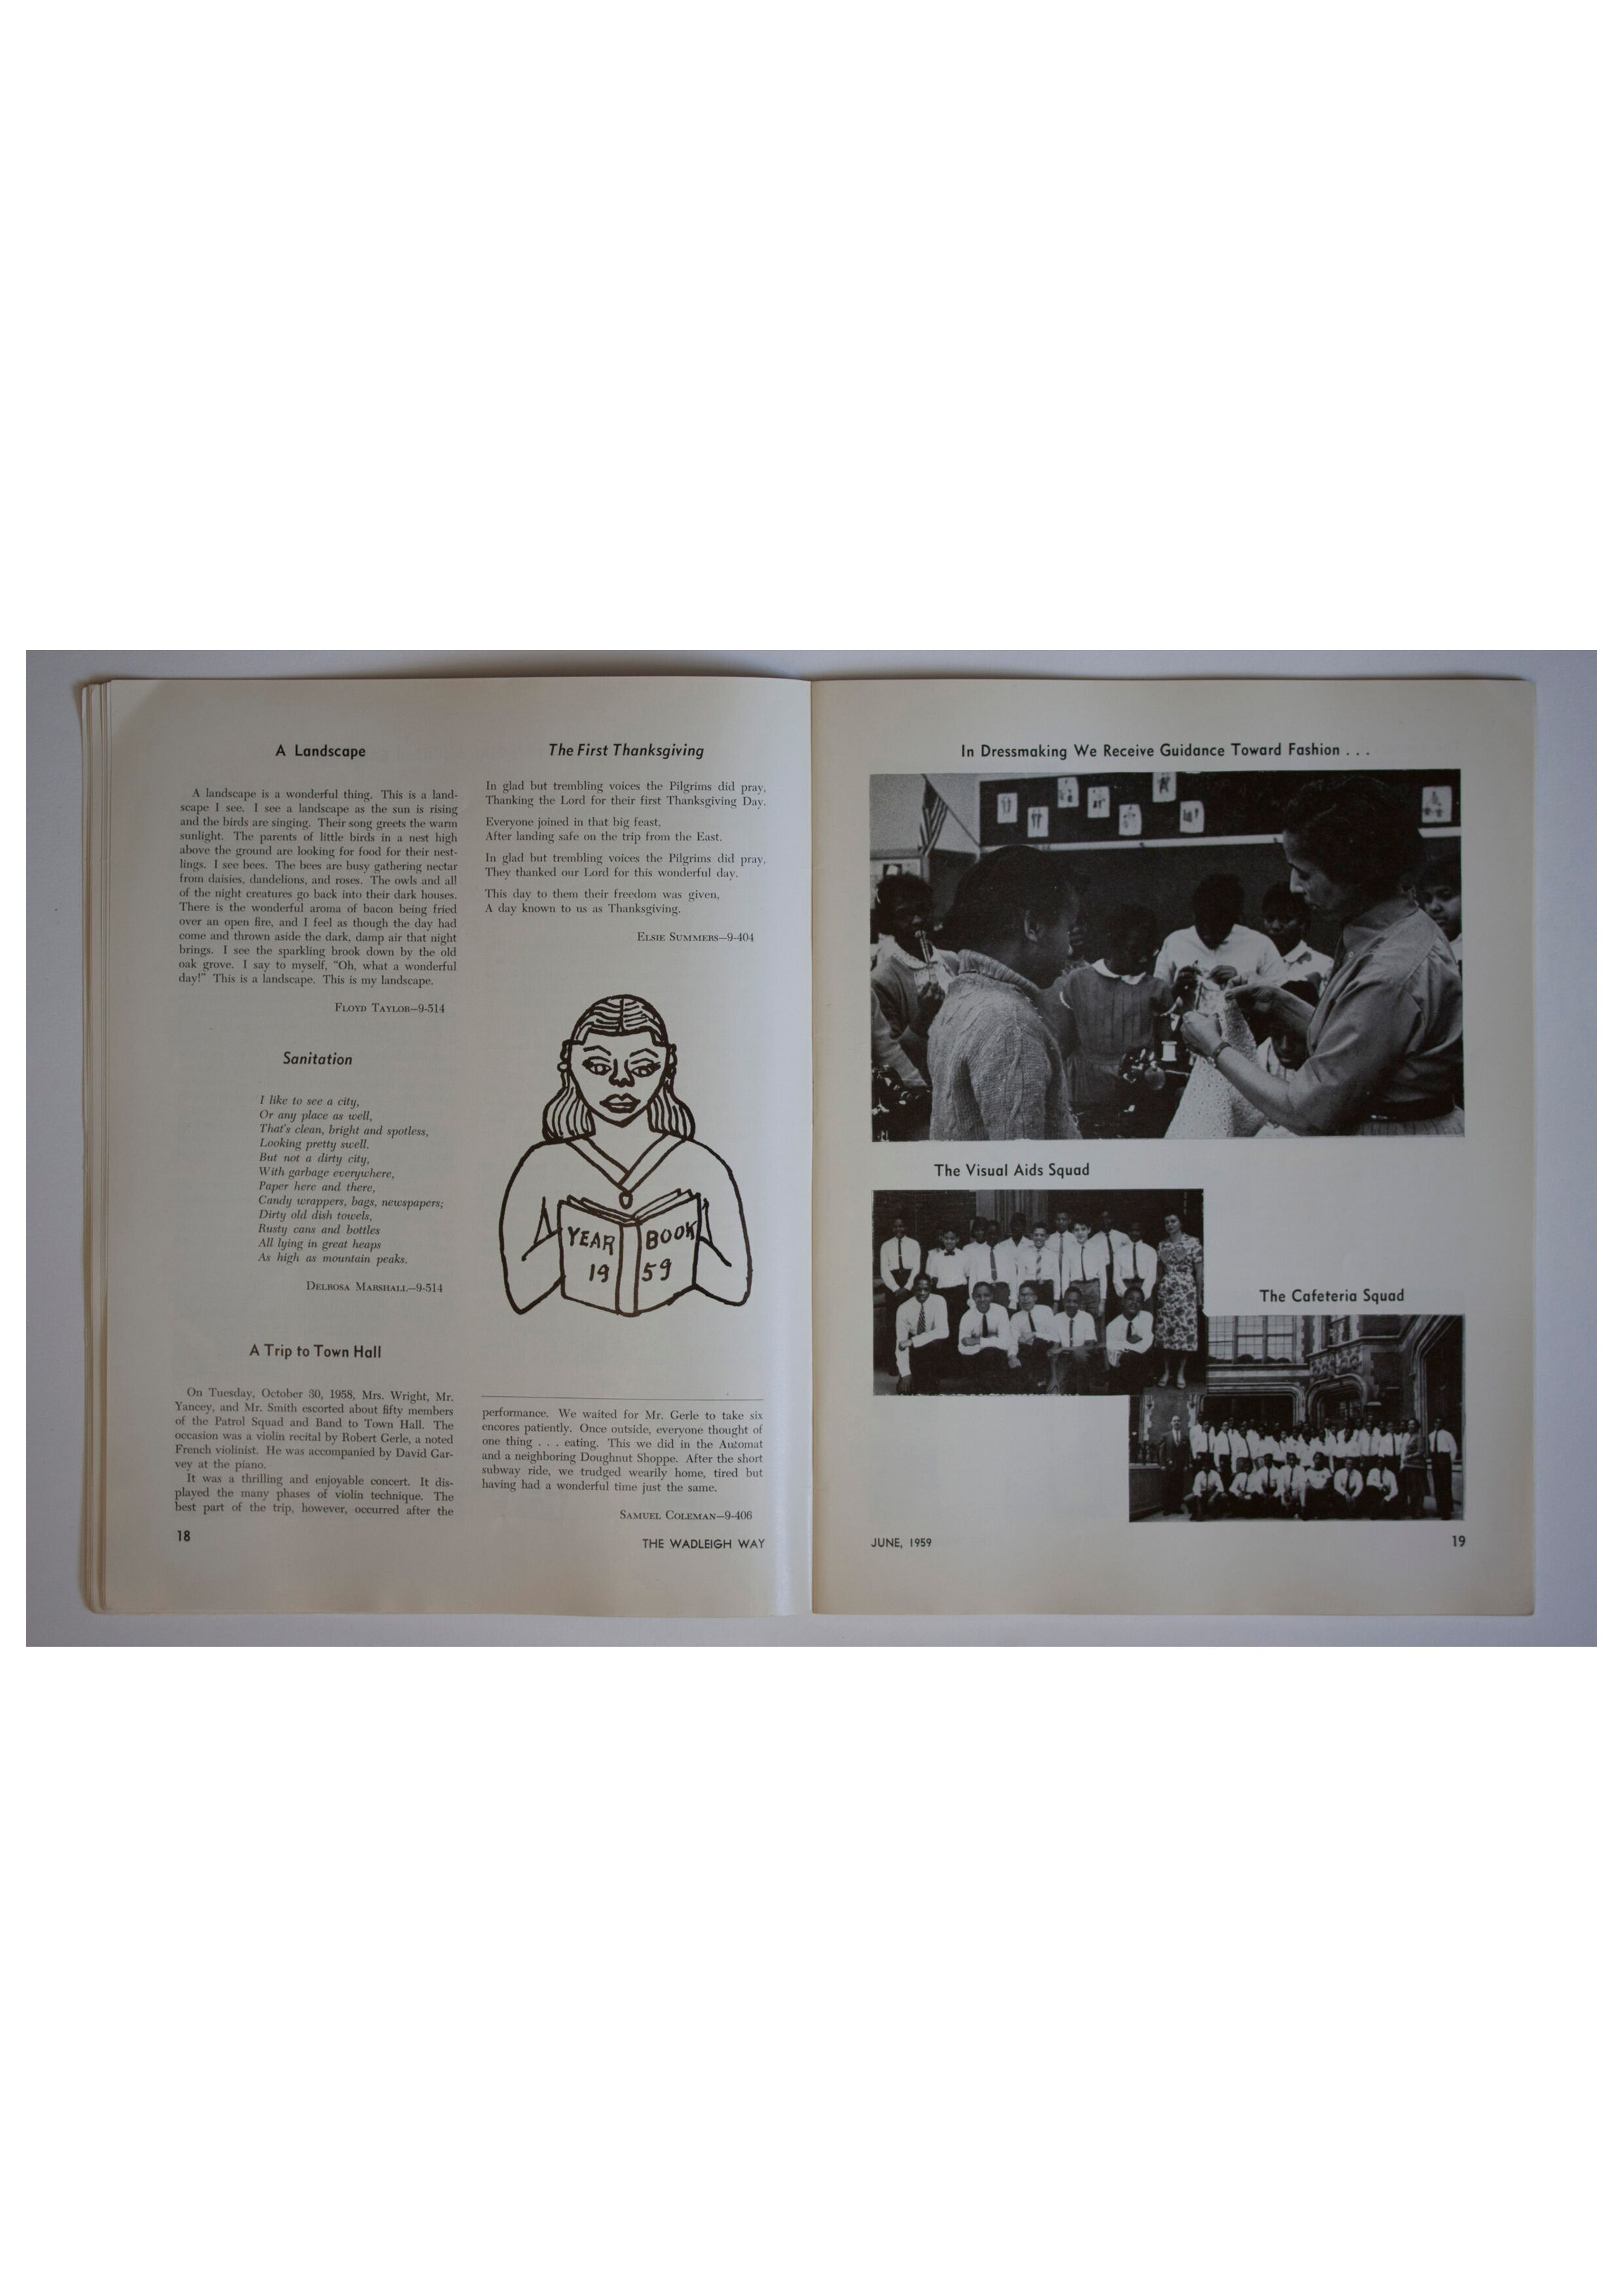 A Landscape
A landscape is a wonderful thing. This is a land-
scape I see. I see a landscape as the sun is rising
and the birds are singing. Their song greets the warm
sunlight. The parents of little birds in a nest high
above the ground are looking for food for their nest-
lings. I see bees. The bees are busy gathering nectar
from daisies, dandelions, and roses. The owls and all
of the night creatures go back into their dark houses.
There is the wonderful aroma of bacon being fried
over an open fire, and I feel as though the day had
come and thrown aside the dark, damp air that night
brings. I see the sparkling brook down by the old
oak grove. I say to myself, "Oh, what a wonderful
day!" This is a landscape. This is my landscape.
FLOYD TAYLOR—9-514
Sanitation
I like to see a city,
Or any place as well,
That's clean, bright and spotless,
Looking pretty swell.
But not a dirty city,
With garbage everywhere,
Paper here and there,
Candy wrappers, bags, newspapers;
Dirty old dish towels,
Rusty cans and bottles
All lying in great heaps
As high as mountain peaks.
DELROSA MARSHALL—9-514
The First Thanksgiving
In glad but trembling voices the Pilgrims did pray,
Thanking the Lord for their first Thanksgiving Day.
Everyone joined in that big feast,
After landing safe on the trip from the East.
In glad but trembling voices the Pilgrims did pray,
They thanked our Lord for this wonderful day.
This day to them their freedom was given,
A day known to us as Thanksgiving.
ELSIE SUMMERS—9-404
YEAR BOOK
19 59
A Trip to Town Hall
On Tuesday, October 30, 1958, Mrs. Wright, Mr.
Yancey, and Mr. Smith escorted about fifty members
of the Patrol Squad and Band to Town Hall. The
occasion was a violin recital by Robert Gerle, a noted
French violinist. He was accompanied by David Gar-
vey at the piano.
It was a thrilling and enjoyable concert. It dis-
played the many phases of violin technique. The
best part of the trip, however, occurred after the
performance. We waited for Mr. Gerle to take six
encores patiently. Once outside, everyone thought of
one thing . . . eating. This we did in the Automat
and a neighboring Doughnut Shoppe. After the short
subway ride, we trudged wearily home, tired but
having had a wonderful time just the same.
SAMUEL COLEMAN—9-406
18
THE WADLEIGH WAY
In Dressmaking We Receive Guidance Toward Fashion . . .
The Visual Aids Squad
The Cafeteria Squad
JUNE, 1959
19